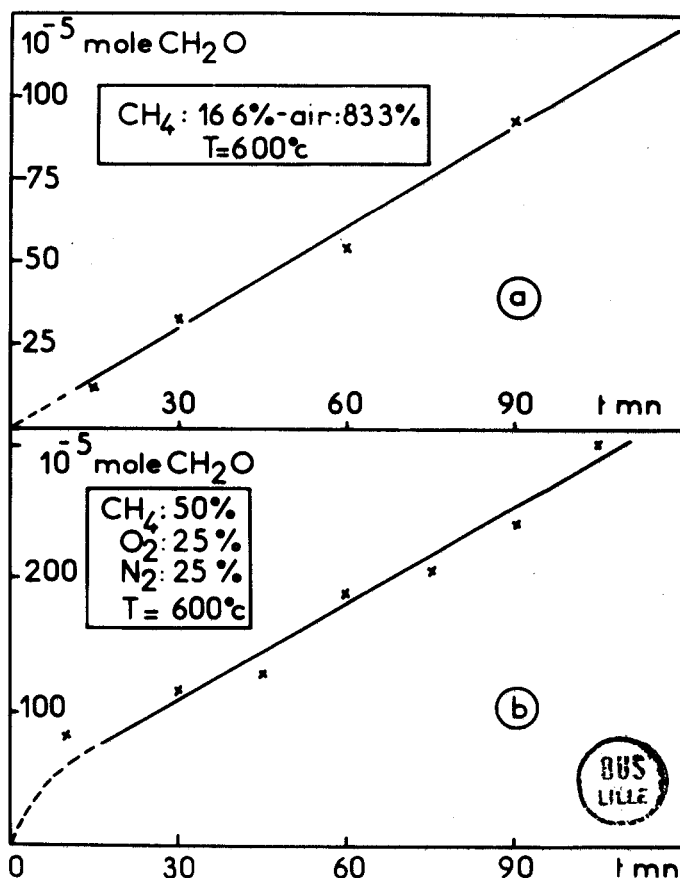 10-5 mole CH2O
100
CH4: 16 6%-air:83 3%
T=600°c
75
50
a
25
30 60 90 t mn
10-5 mole CH2O
CH4: 50%
O2: 25%
N2: 25%
T= 600°c
200
100
b
BUS
LILLE
0 30 60 90 t mn